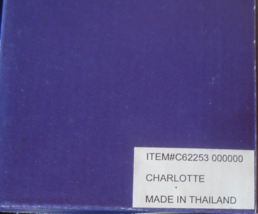 ITEM#C62253 000000
CHARLOTTE
MADE IN THAILAND